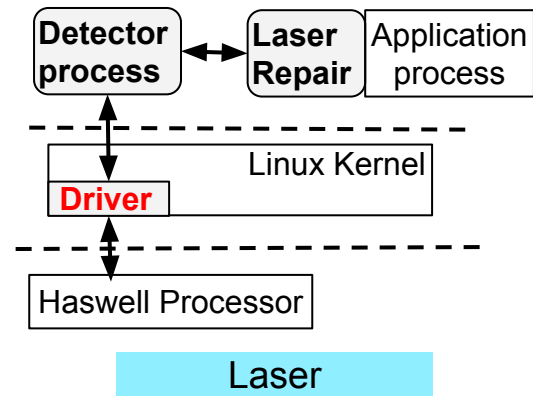 Detector
process
Laser
Repair
Application
process
Linux Kernel
Driver
Haswell Processor
Laser